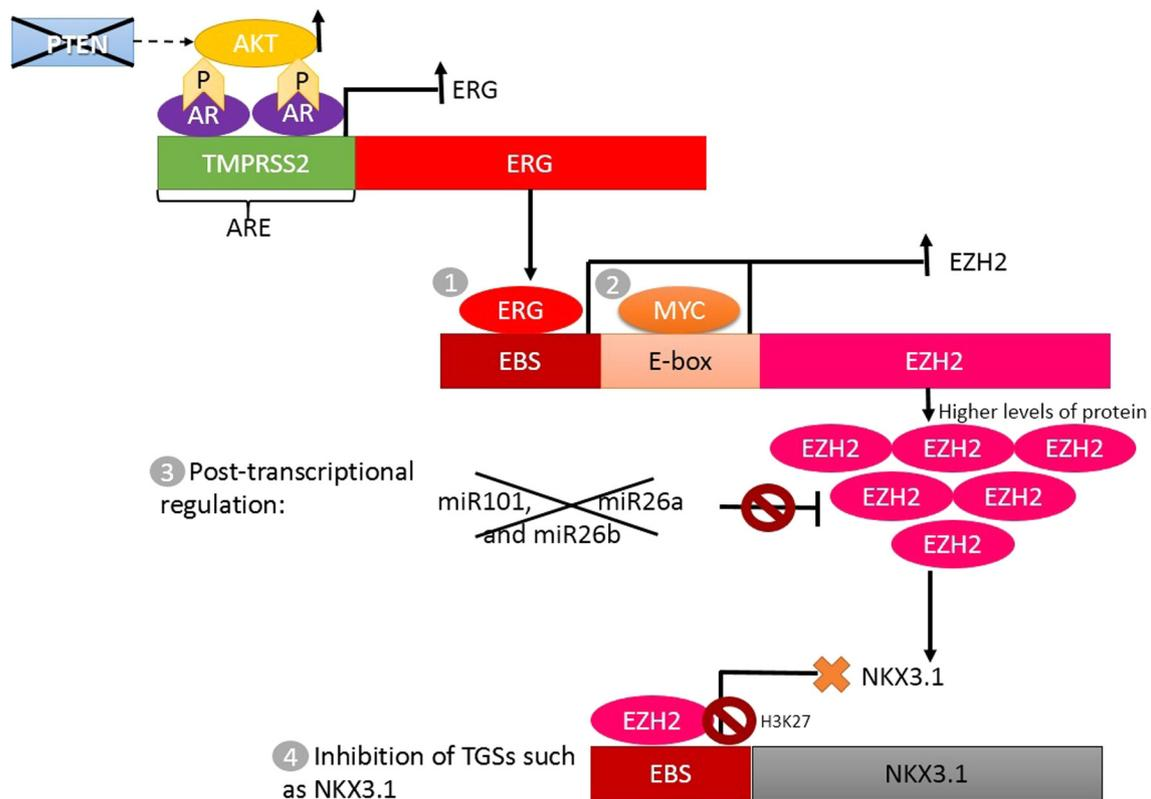 PTEN
AKT
P
P
AR
AR
ERG
TMPRSS2
ERG
ARE
EZH2
1
2
ERG
MYC
EBS
E-box
EZH2
Higher levels of protein
EZH2
EZH2
EZH2
3 Post-transcriptional
regulation:
miR101,
miR26a
and miR26b
EZH2
EZH2
EZH2
NKX3.1
EZH2
H3K27
4 Inhibition of TGSs such
as NKX3.1
EBS
NKX3.1